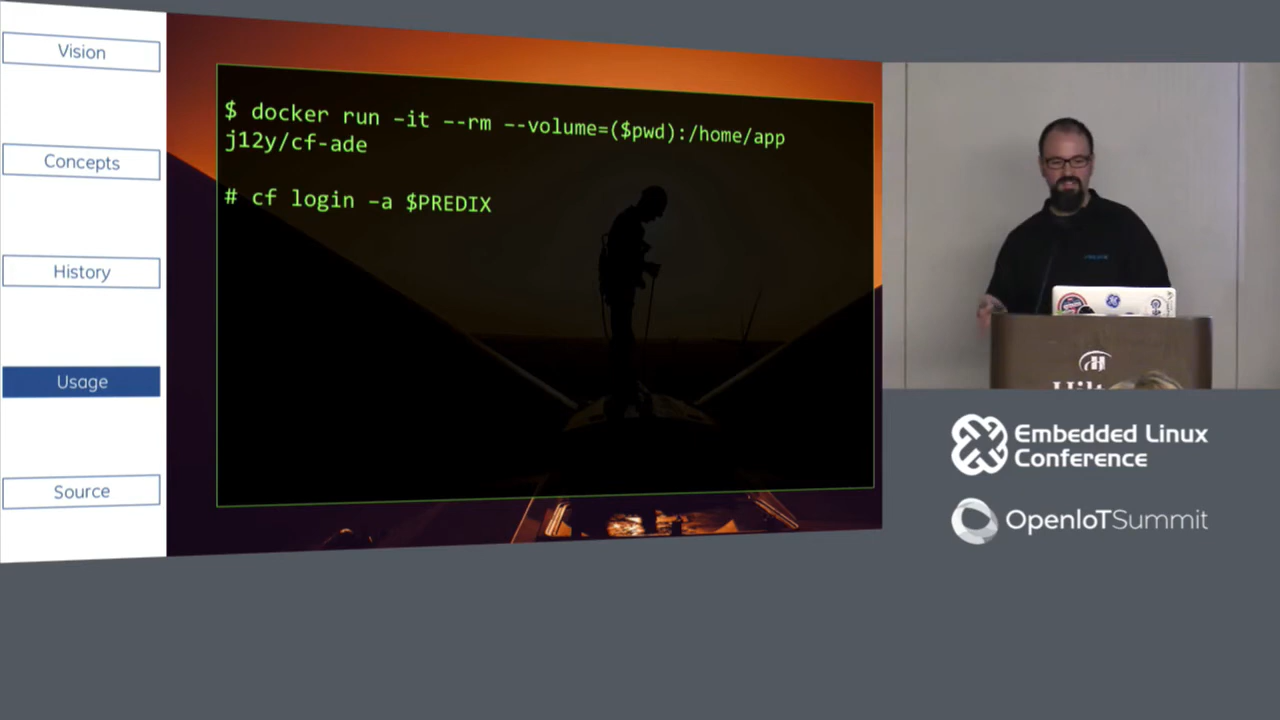 Vision
Concepts
History
Usage
Source
$ docker run –it --rm --volume=($pwd):/home/app
j12y/cf-ade
# cf login –a $PREDIX
Embedded Linux
Conference
OpenIoTSummit